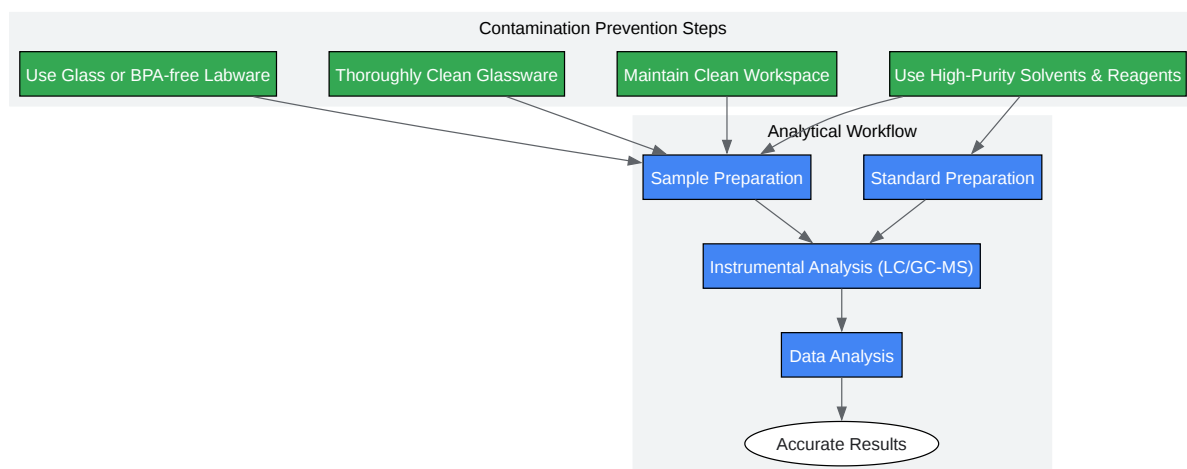 Contamination Prevention Steps
Use Glass or BPA-free Labware
Thoroughly Clean Glassware
Maintain Clean Workspace
Use High-Purity Solvents & Reagents
Analytical Workflow
Sample Preparation
Standard Preparation
Instrumental Analysis (LC/GC-MS)
Data Analysis
Accurate Results